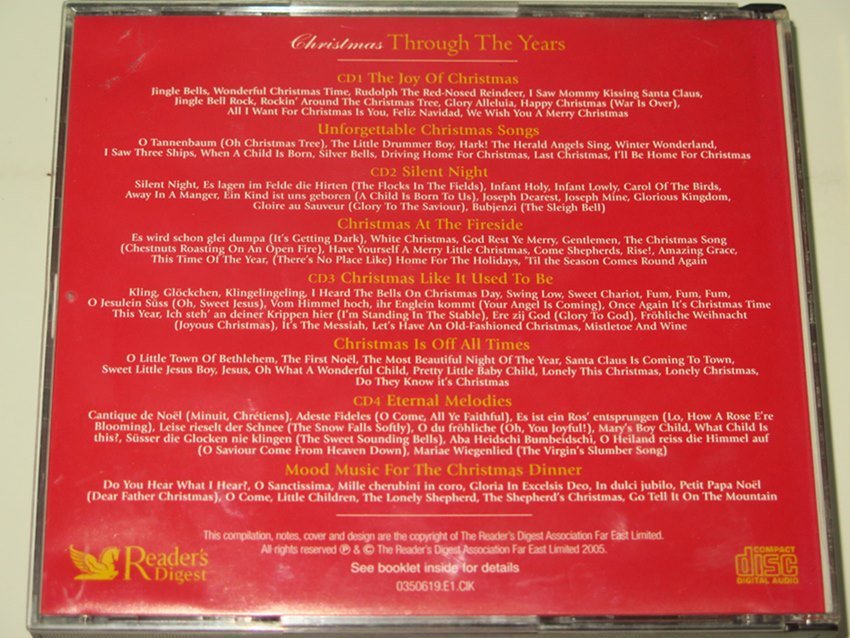 Christmas Through The Years
CD1 The Joy Of Christmas
Jingle Bells, Wonderful Christmas Time, Rudolph The Red-Nosed Reindeer, I Saw Mommy Kissing Santa Claus,
Jingle Bell Rock, Rockin' Around The Christmas Tree, Glory Alleluia, Happy Christmas (War Is Over),
All I Want For Christmas Is You, Feliz Navidad, We Wish You A Merry Christmas
Unforgettable Christmas Songs
O Tannenbaum (Oh Christmas Tree), The Little Drummer Boy, Hark! The Herald Angels Sing, Winter Wonderland,
I Saw Three Ships, When A Child Is Born, Silver Bells, Driving Home For Christmas, Last Christmas, I'll Be Home For Christmas
CD2 Silent Night
Silent Night, Es lagen im Felde die Hirten (The Flocks In The Fields), Infant Holy, Infant Lowly, Carol Of The Birds,
Away In A Manger, Ein Kind ist uns geboren (A Child Is Born To Us), Joseph Dearest, Joseph Mine, Glorious Kingdom,
Gloire au Sauveur (Glory To The Saviour), Bubjenzi (The Sleigh Bell)
Christmas At The Fireside
Es wird schon glei dumpa (It's Getting Dark), White Christmas, God Rest Ye Merry, Gentlemen, The Christmas Song
(Chestnuts Roasting On An Open Fire), Have Yourself A Merry Little Christmas, Come Shepherds, Rise!, Amazing Grace,
This Time Of The Year, (There's No Place Like) Home For The Holidays, 'Til the Season Comes Round Again
CD3 Christmas Like It Used To Be
Kling, Glöckchen, Klingelingeling, I Heard The Bells On Christmas Day, Swing Low, Sweet Chariot, Fum, Fum, Fum,
O Jesulein Süss (Oh, Sweet Jesus), Vom Himmel hoch, ihr Englein kommt (Your Angel Is Coming), Once Again It's Christmas Time
This Year, Ich steh' an deiner Krippen hier (I'm Standing In The Stable), Ere zij God (Glory To God), Fröhliche Weihnacht
(Joyous Christmas), It's The Messiah, Let's Have An Old-Fashioned Christmas, Mistletoe And Wine
Christmas Is Off All Times
O Little Town Of Bethlehem, The First Noël, The Most Beautiful Night Of The Year, Santa Claus Is Coming To Town,
Sweet Little Jesus Boy, Jesus, Oh What A Wonderful Child, Pretty Little Baby Child, Lonely This Christmas, Lonely Christmas,
Do They Know it's Christmas
CD4 Eternal Melodies
Cantique de Noël (Minuit, Chrétiens), Adeste Fideles (O Come, All Ye Faithful), Es ist ein Ros' entsprungen (Lo, How A Rose E're
Blooming), Leise rieselt der Schnee (The Snow Falls Softly), O du fröhliche (Oh, You Joyful!), Mary's Boy Child, What Child Is
this?, Süsser die Glocken nie klingen (The Sweet Sounding Bells), Aba Heidschi Bumbeidschi, O Heiland reiss die Himmel auf
(O Saviour Come From Heaven Down), Mariae Wiegenlied (The Virgin's Slumber Song)
Mood Music For The Christmas Dinner
Do You Hear What I Hear?, O Sanctissima, Mille cherubini in coro, Gloria In Excelsis Deo, In dulci jubilo, Petit Papa Noël
(Dear Father Christmas), O Come, Little Children, The Lonely Shepherd, The Shepherd's Christmas, Go Tell It On The Mountain
This compilation, notes, cover and design are the copyright of The Reader's Digest Association Far East Limited.
All rights reserved ℗ & © The Reader's Digest Association Far East Limited 2005.
See booklet inside for details
0350619.E1.CIK
Reader's
Digest
COMPACT
disc
DIGITAL AUDIO